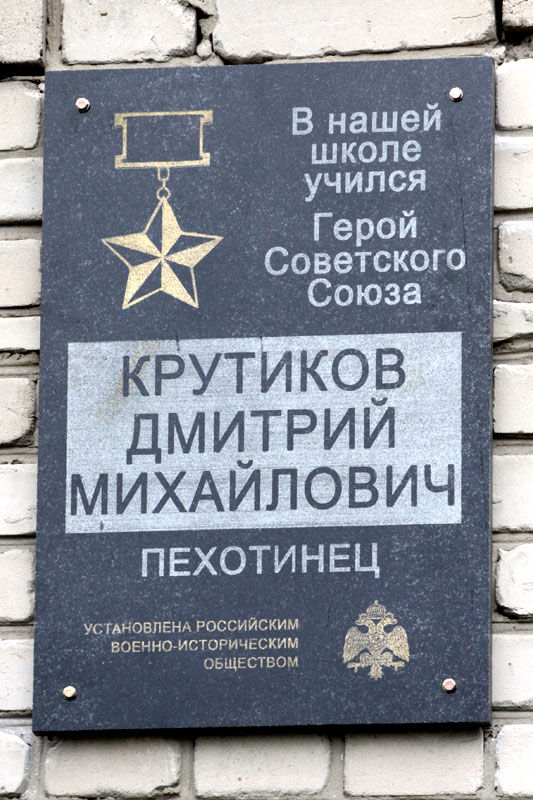 В нашей
школе
учился
Герой
Советского
Союза
КРУТИКОВ
ДМИТРИЙ
МИХАЙЛОВИЧ
ПЕХОТИНЕЦ
УСТАНОВЛЕНА РОССИЙСКИМ
ВОЕННО-ИСТОРИЧЕСКИМ
ОБЩЕСТВОМ